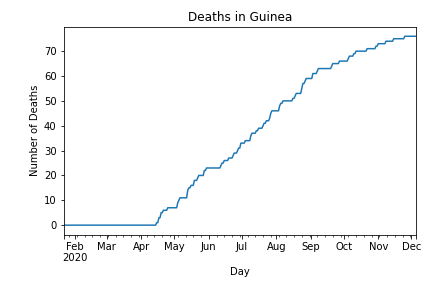 Deaths in Guinea
Number of Deaths
70
60
50
40
30
20
10
0
Feb Mar Apr May Jun Jul Aug Sep Oct Nov Dec
2020
Day